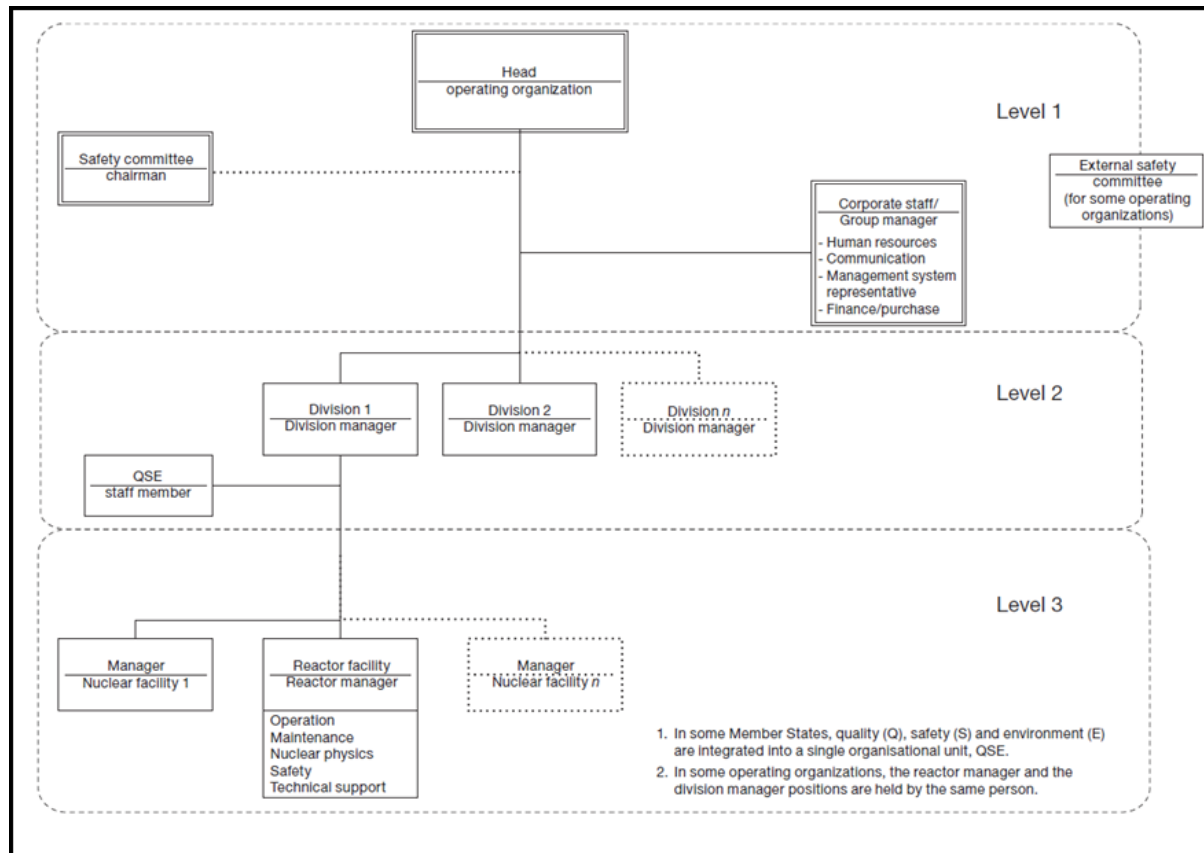 Head
operating organization
Level 1
Safety committee
chairman
External safety
committee
(for some operating
organizations)
Corporate staff/
Group manager
- Human resources
- Communication
- Management system
representative
- Finance/purchase
Level 2
Division 1
Division manager
Division 2
Division manager
Division n
Division manager
QSE
staff member
Level 3
Manager
Nuclear facility 1
Reactor facility
Reactor manager
Operation
Maintenance
Nuclear physics
Safety
Technical support
Manager
Nuclear facility n
1. In some Member States, quality (Q), safety (S) and environment (E)
are integrated into a single organisational unit, QSE.
2. In some operating organizations, the reactor manager and the
division manager positions are held by the same person.